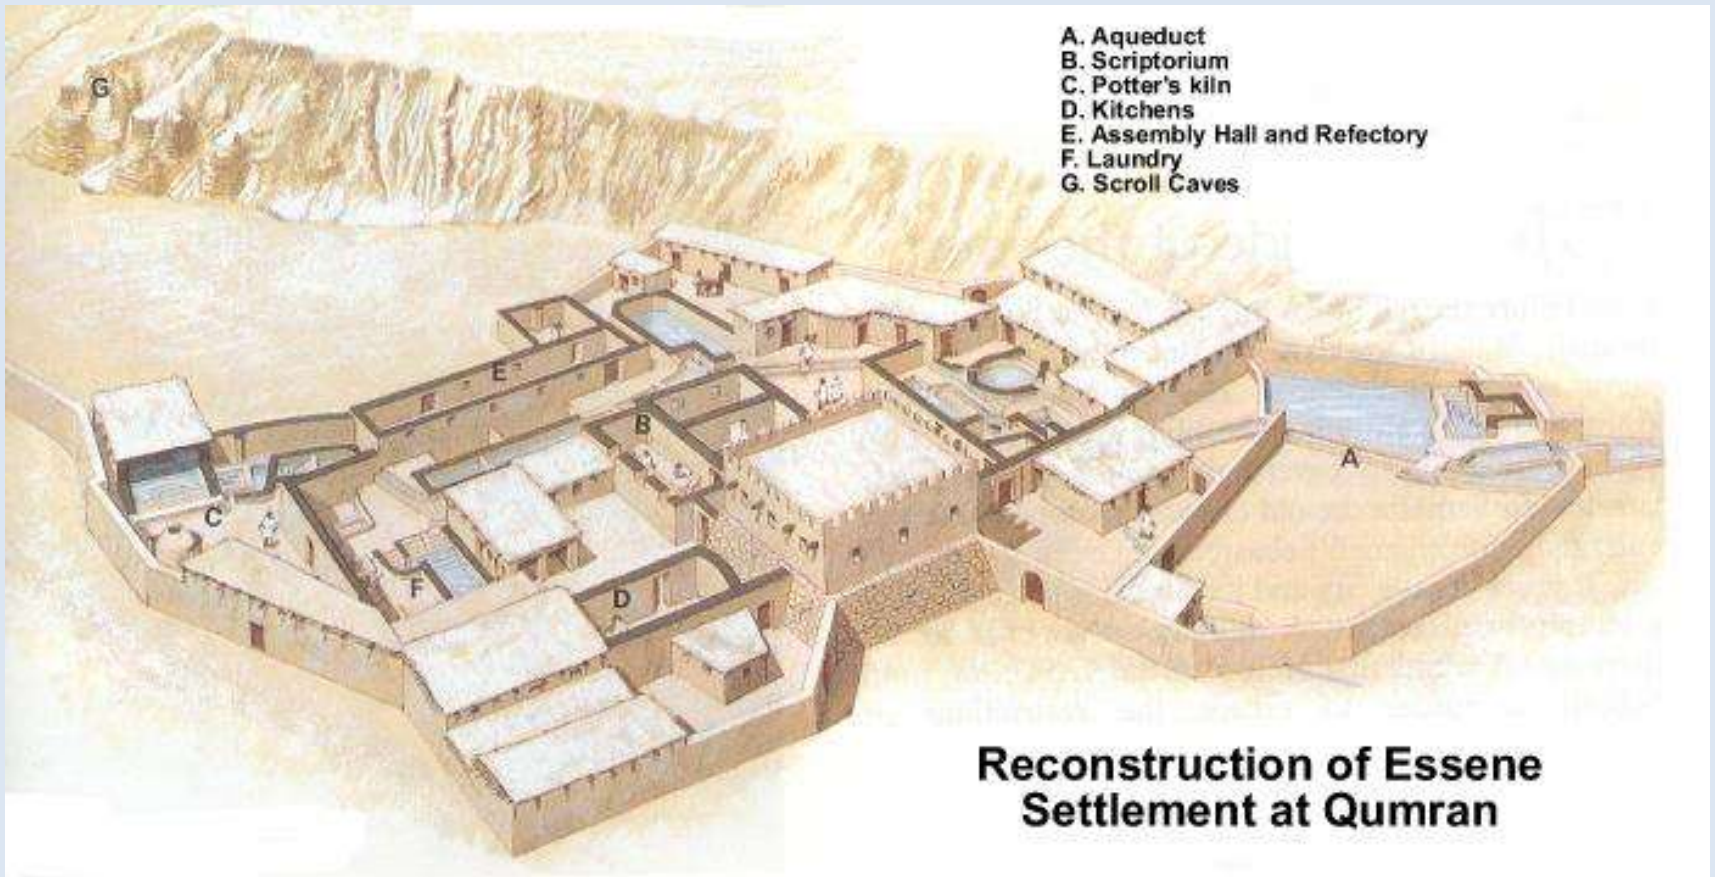 A. Aqueduct
B. Scriptorium
C. Potter's kiln
D. Kitchens
E. Assembly Hall and Refectory
F. Laundry
G. Scroll Caves
G
E
B
A
C
F
D
Reconstruction of Essene
Settlement at Qumran